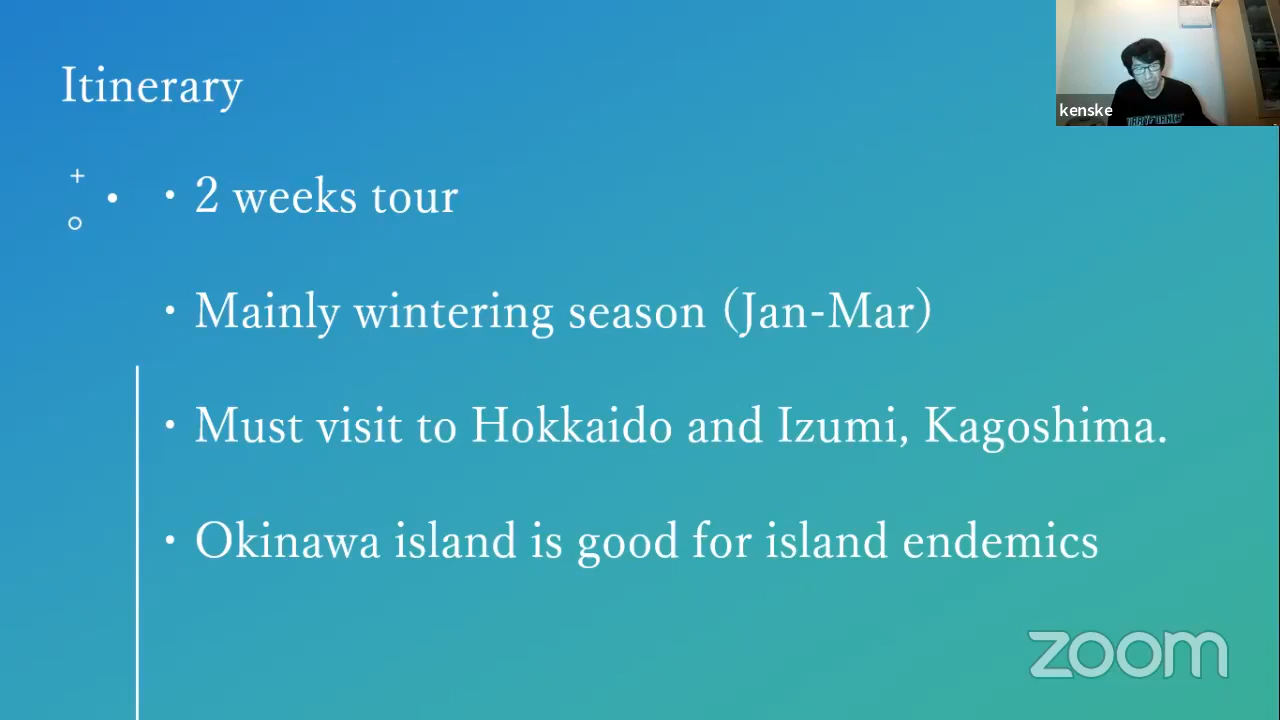 Itinerary
・2 weeks tour
・Mainly wintering season (Jan-Mar)
・Must visit to Hokkaido and Izumi, Kagoshima.
・Okinawa island is good for island endemics
kenske
zoom